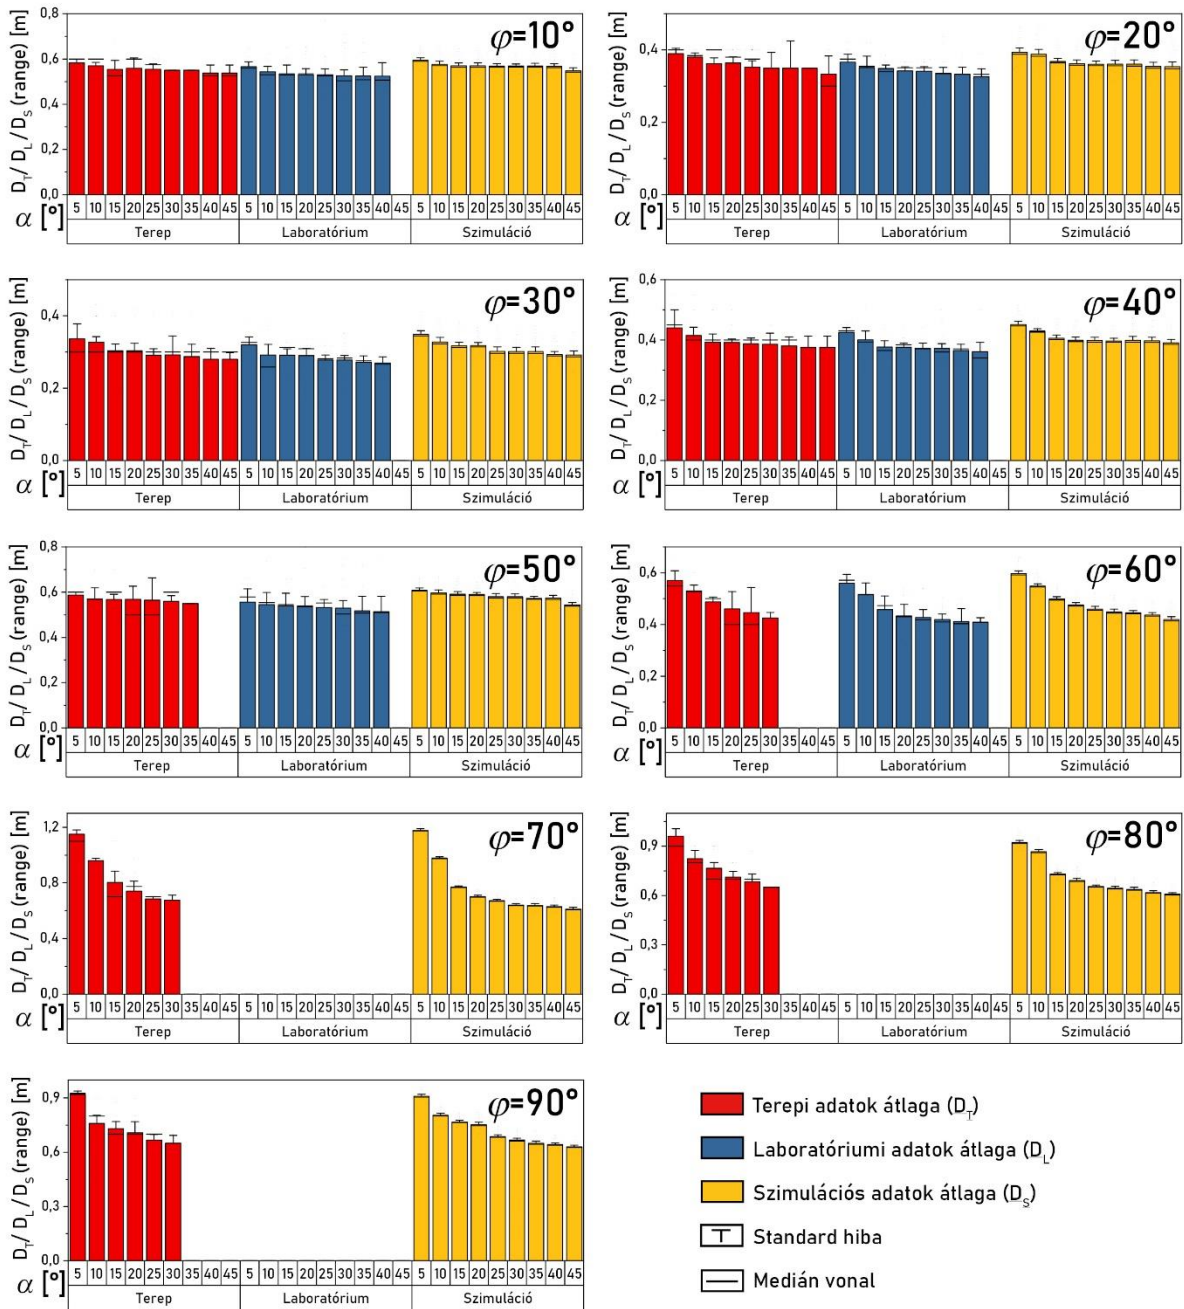 D_T/ D_L / D_S (range) [m]
0,8
0,6
0,4
0,2
0,0
φ=10°
α [°]
5 10 15 20 25 30 35 40 45 5 10 15 20 25 30 35 40 45 5 10 15 20 25 30 35 40 45
Terep Laboratórium Szimuláció
D_T/ D_L / D_S (range) [m]
0,4
0,2
0,0
φ=20°
α [°]
5 10 15 20 25 30 35 40 45 5 10 15 20 25 30 35 40 45 5 10 15 20 25 30 35 40 45
Terep Laboratórium Szimuláció
D_T/ D_L / D_S (range) [m]
0,4
0,2
0,0
φ=30°
α [°]
5 10 15 20 25 30 35 40 45 5 10 15 20 25 30 35 40 45 5 10 15 20 25 30 35 40 45
Terep Laboratórium Szimuláció
D_T/ D_L / D_S (range) [m]
0,6
0,4
0,2
0,0
φ=40°
α [°]
5 10 15 20 25 30 35 40 45 5 10 15 20 25 30 35 40 45 5 10 15 20 25 30 35 40 45
Terep Laboratórium Szimuláció
D_T/ D_L / D_S (range) [m]
0,8
0,6
0,4
0,2
0,0
φ=50°
α [°]
5 10 15 20 25 30 35 40 45 5 10 15 20 25 30 35 40 45 5 10 15 20 25 30 35 40 45
Terep Laboratórium Szimuláció
D_T/ D_L / D_S (range) [m]
0,6
0,4
0,2
0,0
φ=60°
α [°]
5 10 15 20 25 30 35 40 45 5 10 15 20 25 30 35 40 45 5 10 15 20 25 30 35 40 45
Terep Laboratórium Szimuláció
D_T/ D_L / D_S (range) [m]
1,2
0,8
0,4
0,0
φ=70°
α [°]
5 10 15 20 25 30 35 40 45 5 10 15 20 25 30 35 40 45 5 10 15 20 25 30 35 40 45
Terep Laboratórium Szimuláció
D_T/ D_L / D_S (range) [m]
0,9
0,6
0,3
0,0
φ=80°
α [°]
5 10 15 20 25 30 35 40 45 5 10 15 20 25 30 35 40 45 5 10 15 20 25 30 35 40 45
Terep Laboratórium Szimuláció
D_T/ D_L / D_S (range) [m]
0,9
0,6
0,3
0,0
φ=90°
α [°]
5 10 15 20 25 30 35 40 45 5 10 15 20 25 30 35 40 45 5 10 15 20 25 30 35 40 45
Terep Laboratórium Szimuláció
Terepi adatok átlaga (D_T)
Laboratóriumi adatok átlaga (D_L)
Szimulációs adatok átlaga (D_S)
Standard hiba
Medián vonal